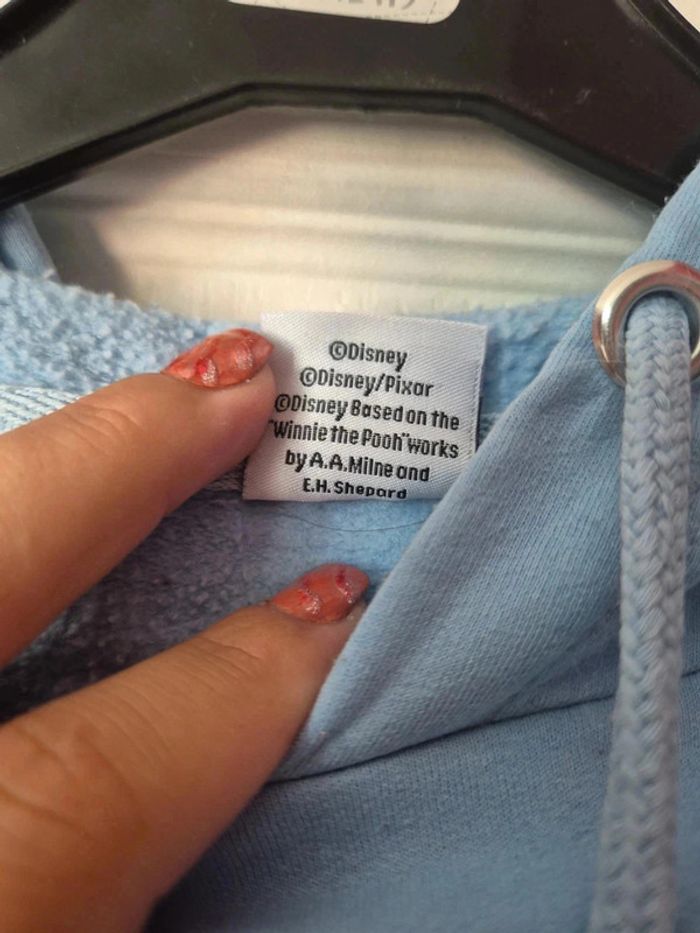 ©Disney
©Disney/Pixar
©Disney Based on the
"Winnie the Pooh" works
by A.A.Milne and
E.H. Shepard